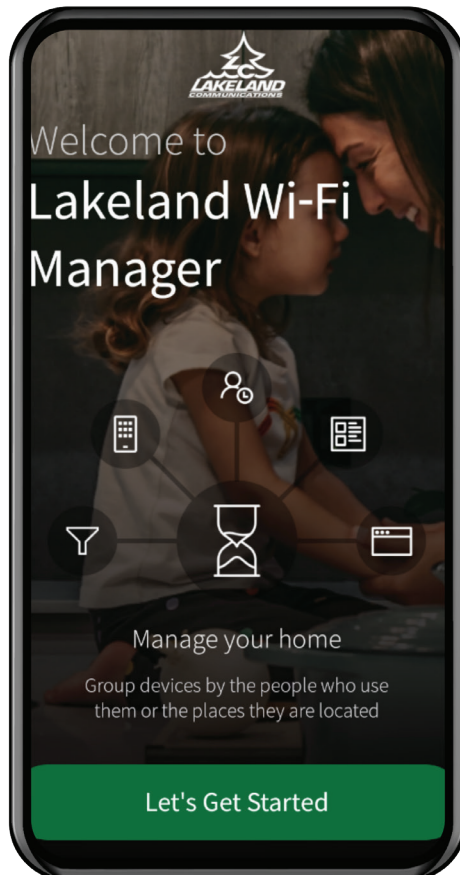 LAKELAND
COMMUNICATIONS
Welcome to
Lakeland Wi-Fi
Manager
Manage your home
Group devices by the people who use
them or the places they are located
Let's Get Started